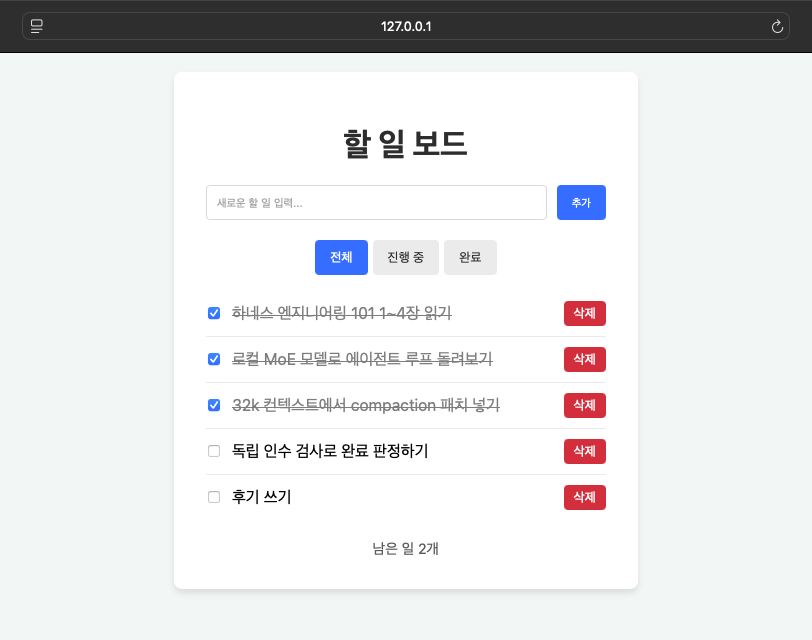 127.0.0.1
할 일 보드
새로운 할 일 입력...
추가
전체 진행 중 완료
하네스 엔지니어링 101 1~4장 읽기 삭제
로컬 MoE 모델로 에이전트 루프 돌려보기 삭제
32k 컨텍스트에서 compaction 패치 넣기 삭제
독립 인수 검사로 완료 판정하기 삭제
후기 쓰기 삭제
남은 일 2개